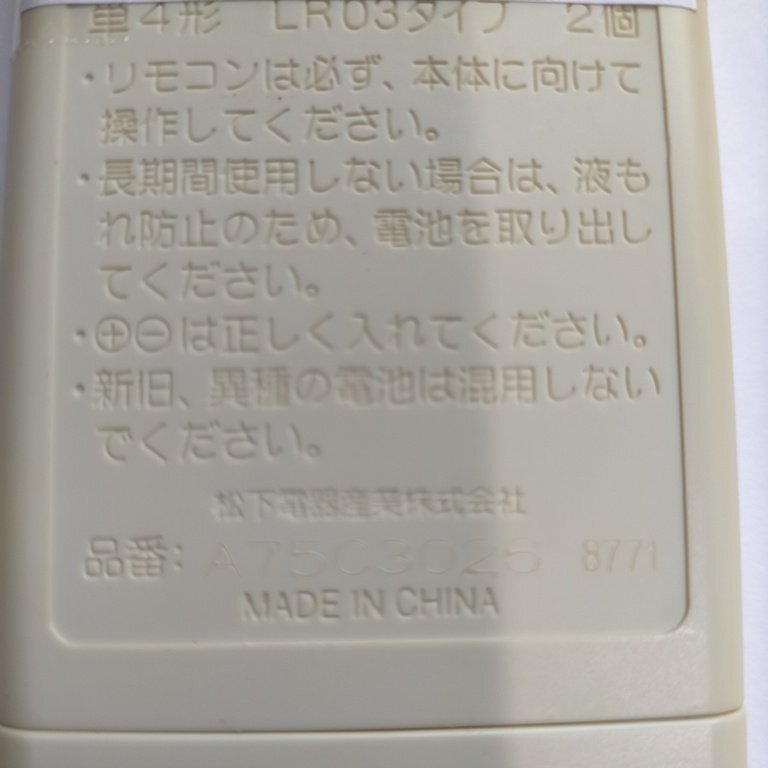 単4形 LR03タイプ 2個
・リモコンは必ず、本体に向けて
操作してください。
・長期間使用しない場合は、液も
れ防止のため、電池を取り出し
てください。
・⊕⊖は正しく入れてください。
・新旧、異種の電池は混用しない
でください。
松下電器産業株式会社
品番: A75C3026 8771
MADE IN CHINA